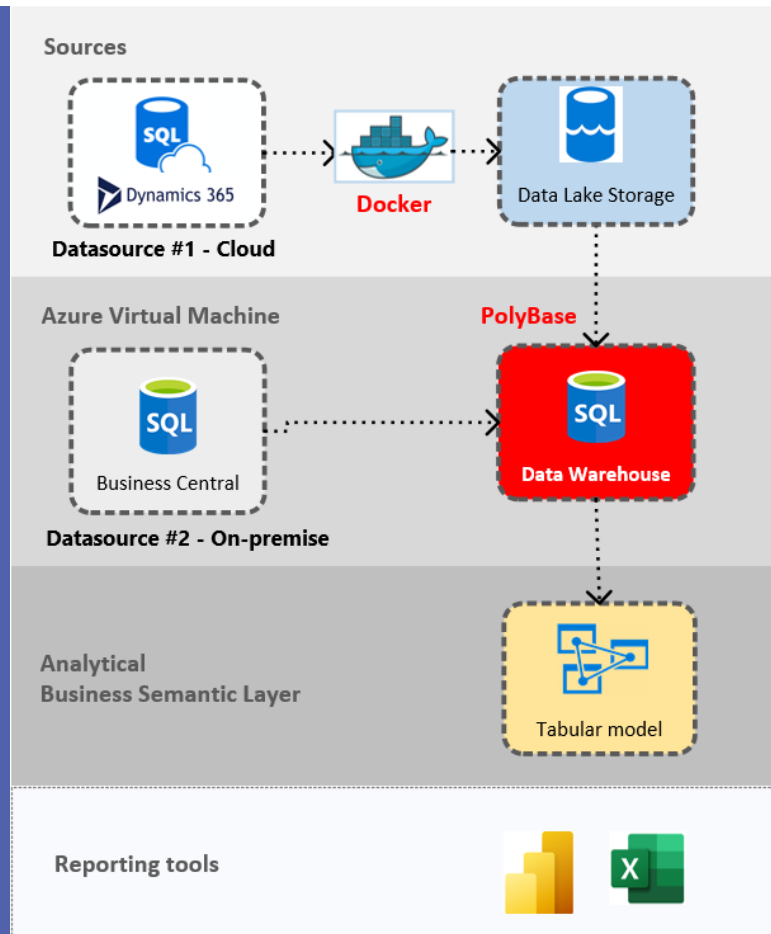 Sources
SQL
Dynamics 365
Docker
Data Lake Storage
Datasource #1 - Cloud
Azure Virtual Machine
PolyBase
SQL
Business Central
SQL
Data Warehouse
Datasource #2 - On-premise
Analytical
Business Semantic Layer
Tabular model
Reporting tools
X